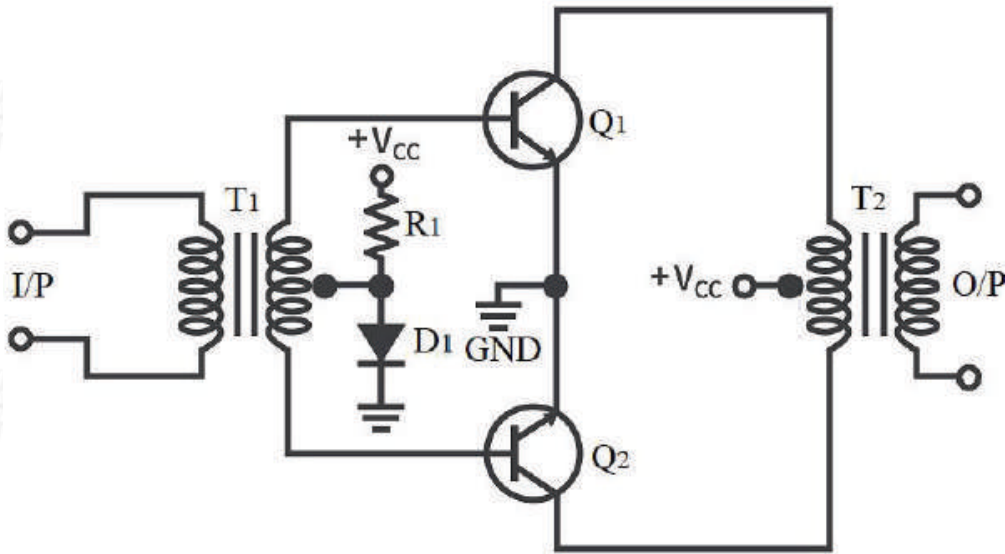 Q1
+VCC
T1
R1
T2
I/P
+VCC
O/P
D1
GND
Q2